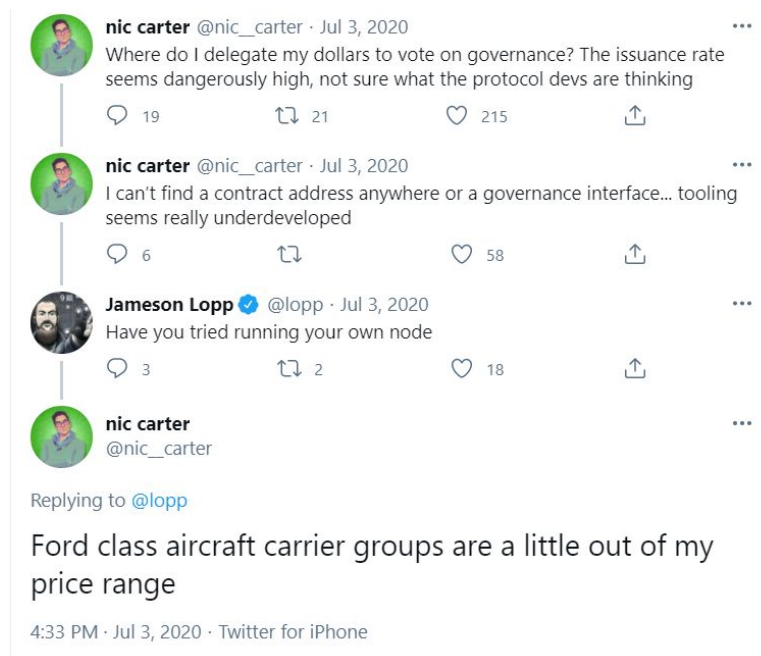 nic carter @nic__carter · Jul 3, 2020
Where do I delegate my dollars to vote on governance? The issuance rate
seems dangerously high, not sure what the protocol devs are thinking
19 21 215
nic carter @nic__carter · Jul 3, 2020
I can't find a contract address anywhere or a governance interface... tooling
seems really underdeveloped
6 58
Jameson Lopp @lopp · Jul 3, 2020
Have you tried running your own node
3 2 18
nic carter
@nic__carter
Replying to @lopp
Ford class aircraft carrier groups are a little out of my
price range
4:33 PM · Jul 3, 2020 · Twitter for iPhone